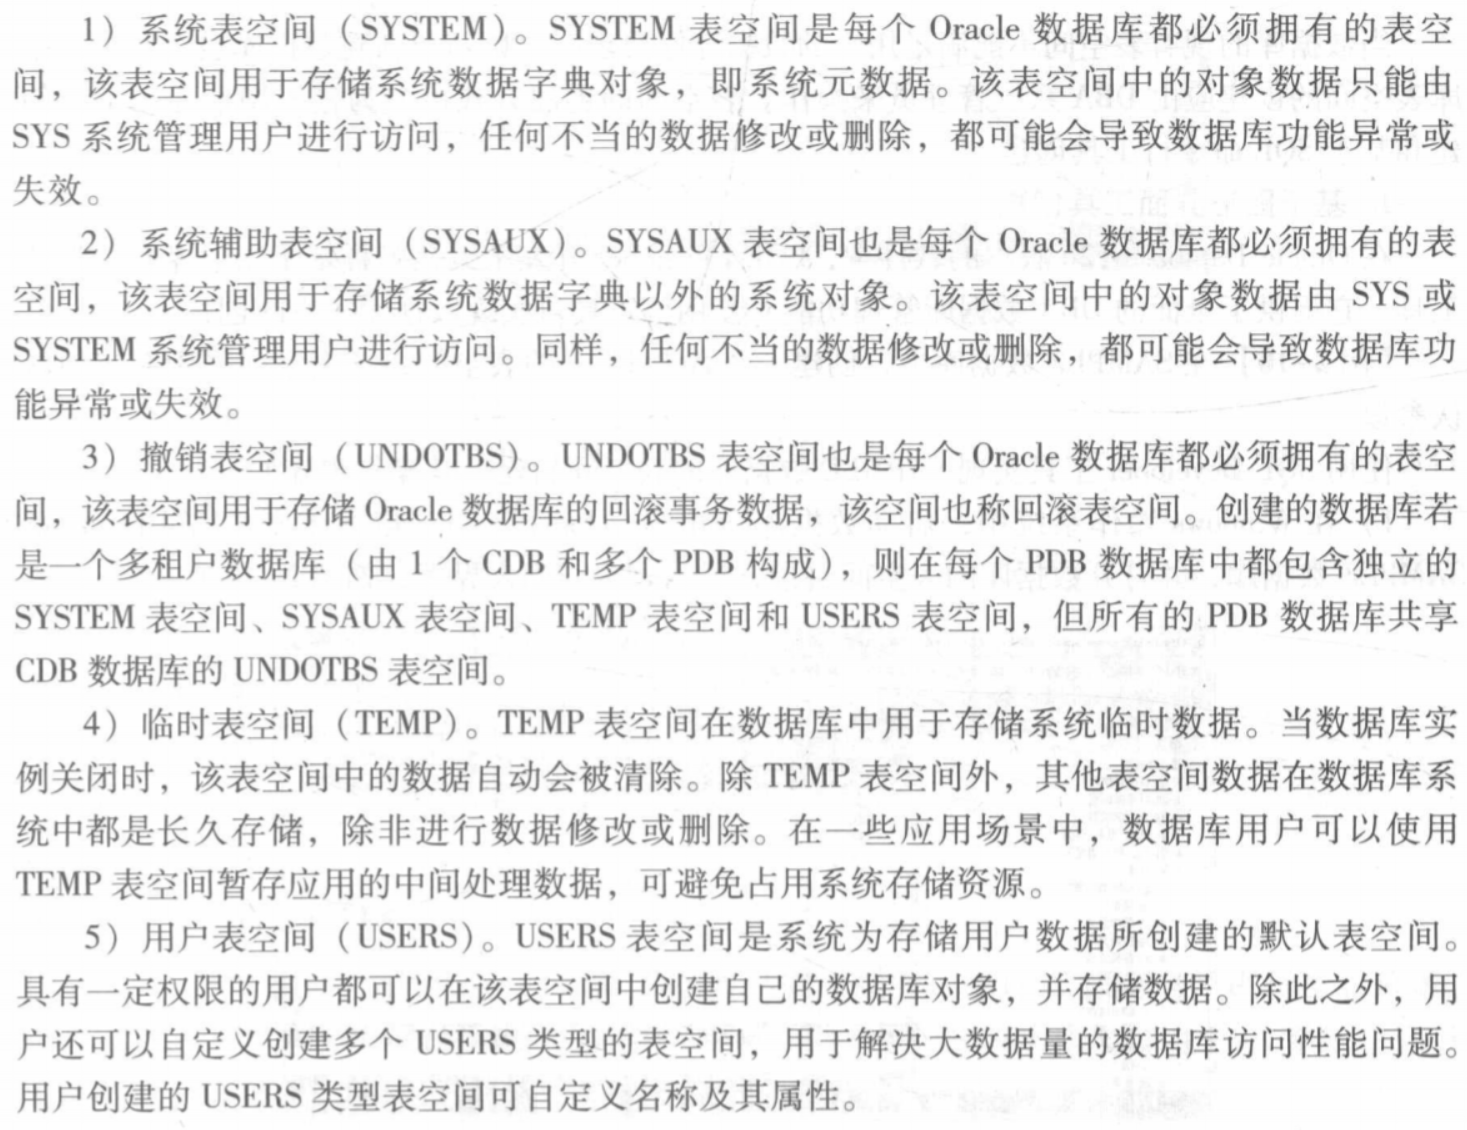 1）系统表空间（SYSTEM）。SYSTEM 表空间是每个 Oracle 数据库都必须拥有的表空
间，该表空间用于存储系统数据字典对象，即系统元数据。该表空间中的对象数据只能由
SYS 系统管理用户进行访问，任何不当的数据修改或删除，都可能会导致数据库功能异常或
失效。
2）系统辅助表空间（SYSAUX）。SYSAUX 表空间也是每个 Oracle 数据库都必须拥有的表
空间，该表空间用于存储系统数据字典以外的系统对象。该表空间中的对象数据由 SYS 或
SYSTEM 系统管理用户进行访问。同样，任何不当的数据修改或删除，都可能会导致数据库功
能异常或失效。
3）撤销表空间（UNDOTBS）。UNDOTBS 表空间也是每个 Oracle 数据库都必须拥有的表空
间，该表空间用于存储 Oracle 数据库的回滚事务数据，该空间也称回滚表空间。创建的数据库若
是一个多租户数据库（由 1 个 CDB 和多个 PDB 构成），则在每个 PDB 数据库中都包含独立的
SYSTEM 表空间、SYSAUX 表空间、TEMP 表空间和 USERS 表空间，但所有的 PDB 数据库共享
CDB 数据库的 UNDOTBS 表空间。
4）临时表空间（TEMP）。TEMP 表空间在数据库中用于存储系统临时数据。当数据库实
例关闭时，该表空间中的数据自动会被清除。除 TEMP 表空间外，其他表空间数据在数据库系
统中都是长久存储，除非进行数据修改或删除。在一些应用场景中，数据库用户可以使用
TEMP 表空间暂存应用的中间处理数据，可避免占用系统存储资源。
5）用户表空间（USERS）。USERS 表空间是系统为存储用户数据所创建的默认表空间。
具有一定权限的用户都可以在该表空间中创建自己的数据库对象，并存储数据。除此之外，用
户还可以自定义创建多个 USERS 类型的表空间，用于解决大数据量的数据库访问性能问题。
用户创建的 USERS 类型表空间可自定义名称及其属性。